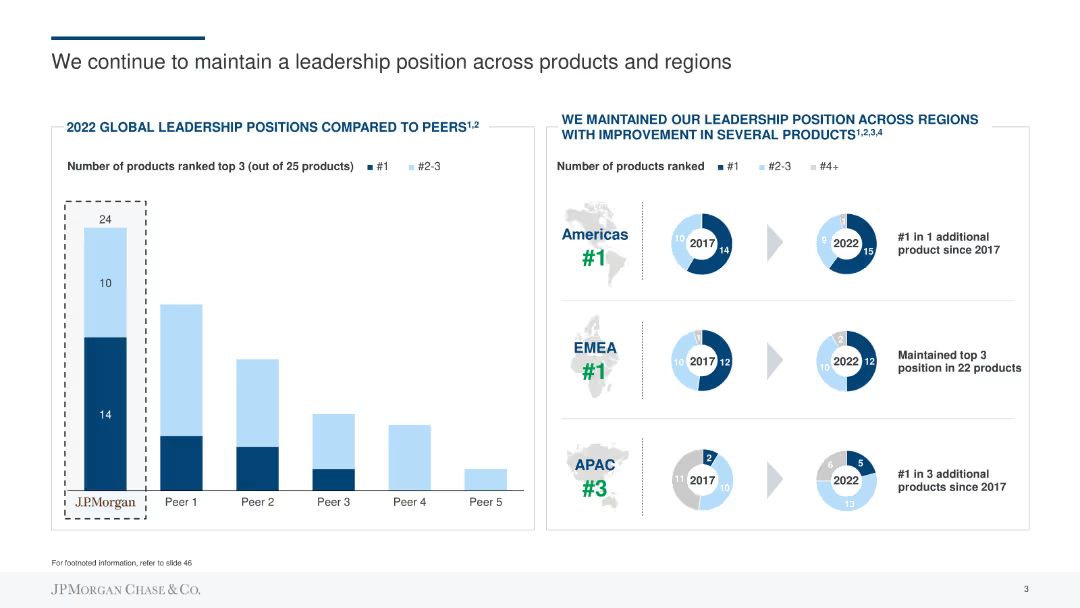 We continue to maintain a leadership position across products and regions
2022 GLOBAL LEADERSHIP POSITIONS COMPARED TO PEERS1,2
Number of products ranked top 3 (out of 25 products) #1 #2-3
24
10
14
J.P.Morgan Peer 1 Peer 2 Peer 3 Peer 4 Peer 5
WE MAINTAINED OUR LEADERSHIP POSITION ACROSS REGIONS
WITH IMPROVEMENT IN SEVERAL PRODUCTS1,2,3,4
Number of products ranked #1 #2-3 #4+
Americas
#1
10 2017 14
1
9 2022 15
#1 in 1 additional
product since 2017
EMEA
#1
1
10 2017 12
2
10 2022 12
Maintained top 3
position in 22 products
APAC
#3
2
11 2017 10
6 5
2022
13
#1 in 3 additional
products since 2017
For footnoted information, refer to slide 46
JPMORGAN CHASE & CO.
3